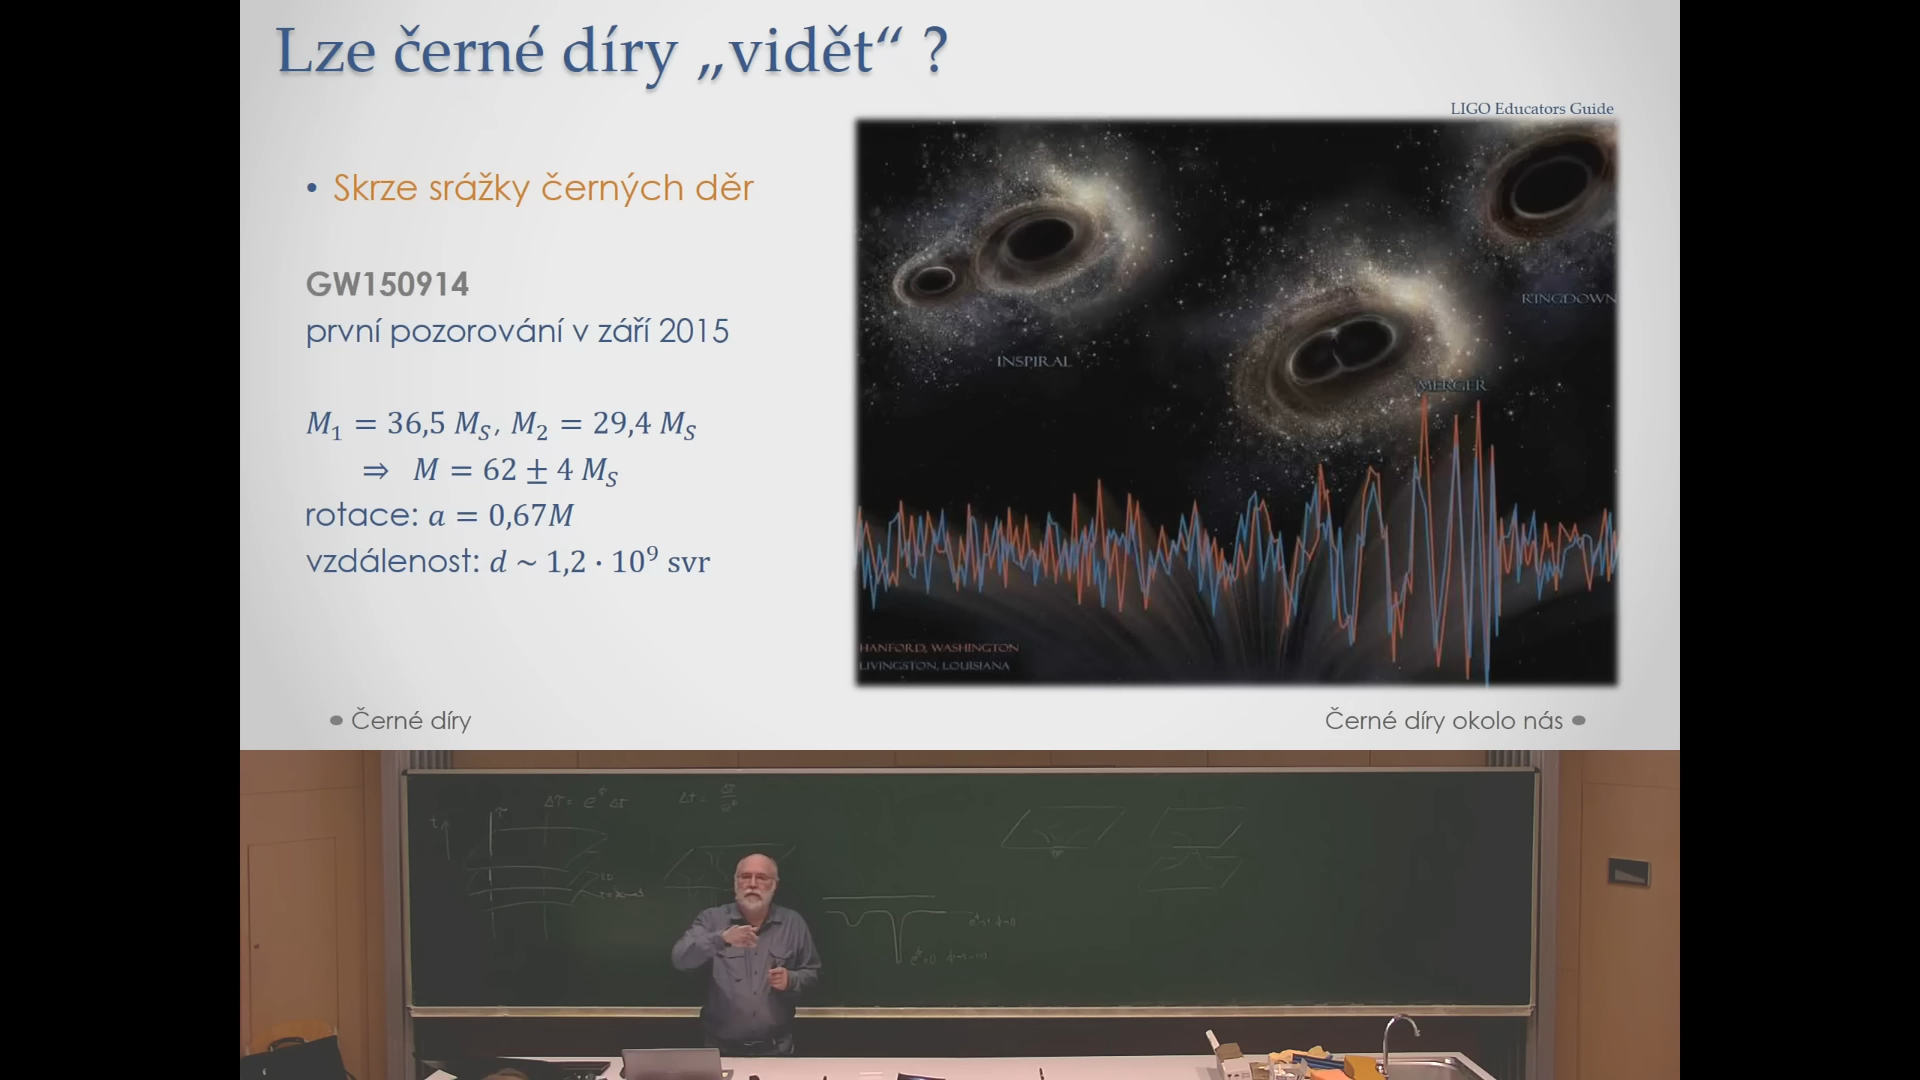 Lze černé díry „vidět“ ?
LIGO Educators Guide
• Skrze srážky černých děr
GW150914
první pozorování v září 2015
M₁ = 36,5 M_S, M₂ = 29,4 M_S
⇒ M = 62 ± 4 M_S
rotace: a = 0,67M
vzdálenost: d ~ 1,2 · 10⁹ svr
INSPIRAL
MERGER
RINGDOWN
HANFORD, WASHINGTON
LIVINGSTON, LOUISIANA
Černé díry
Černé díry okolo nás